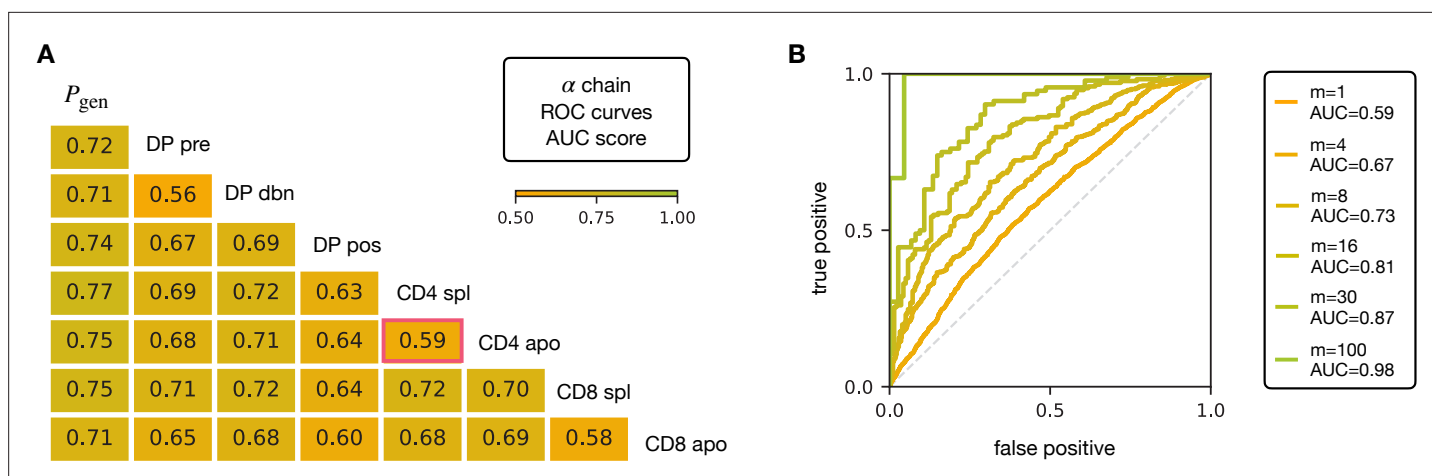 A
P_gen
α chain
ROC curves
AUC score
0.50 0.75 1.00
0.72 DP pre
0.71 0.56 DP dbn
0.74 0.67 0.69 DP pos
0.77 0.69 0.72 0.63 CD4 spl
0.75 0.68 0.71 0.64 0.59 CD4 apo
0.75 0.71 0.72 0.64 0.72 0.70 CD8 spl
0.71 0.65 0.68 0.60 0.68 0.69 0.58 CD8 apo
B
true positive
1.0
0.5
0.0
0.0 0.5 1.0
false positive
m=1
AUC=0.59
m=4
AUC=0.67
m=8
AUC=0.73
m=16
AUC=0.81
m=30
AUC=0.87
m=100
AUC=0.98